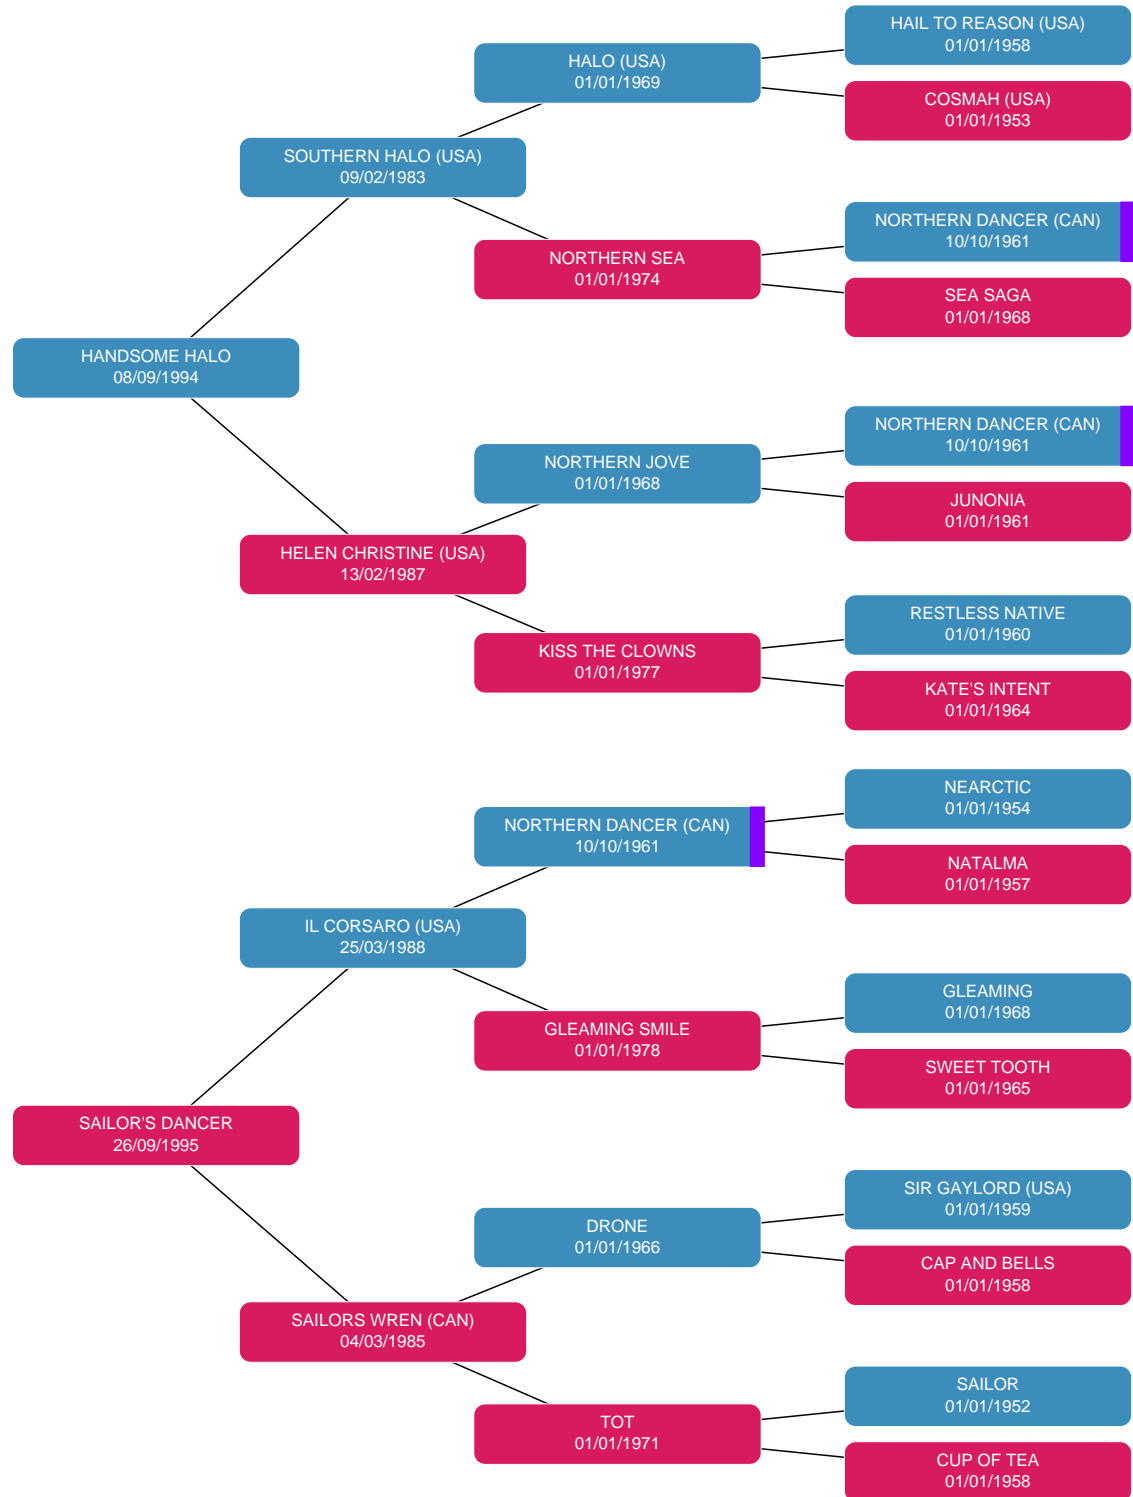 HAIL TO REASON (USA)
01/01/1958
HALO (USA)
01/01/1969
COSMAH (USA)
01/01/1953
SOUTHERN HALO (USA)
09/02/1983
NORTHERN DANCER (CAN)
10/10/1961
NORTHERN SEA
01/01/1974
SEA SAGA
01/01/1968
HANDSOME HALO
08/09/1994
NORTHERN DANCER (CAN)
10/10/1961
NORTHERN JOVE
01/01/1968
JUNONIA
01/01/1961
HELEN CHRISTINE (USA)
13/02/1987
RESTLESS NATIVE
01/01/1960
KISS THE CLOWNS
01/01/1977
KATE'S INTENT
01/01/1964
NEARCTIC
01/01/1954
NORTHERN DANCER (CAN)
10/10/1961
NATALMA
01/01/1957
IL CORSARO (USA)
25/03/1988
GLEAMING
01/01/1968
GLEAMING SMILE
01/01/1978
SWEET TOOTH
01/01/1965
SAILOR'S DANCER
26/09/1995
SIR GAYLORD (USA)
01/01/1959
DRONE
01/01/1966
CAP AND BELLS
01/01/1958
SAILORS WREN (CAN)
04/03/1985
SAILOR
01/01/1952
TOT
01/01/1971
CUP OF TEA
01/01/1958